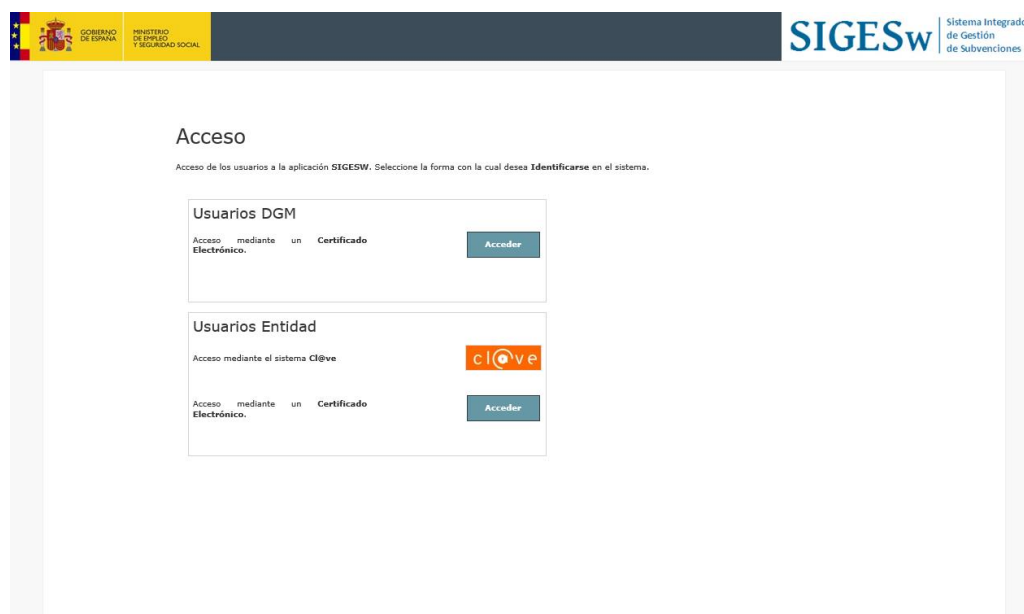 GOBIERNO
DE ESPAÑA
MINISTERIO
DE EMPLEO
Y SEGURIDAD SOCIAL
SIGESW
Sistema Integrado
de Gestión
de Subvenciones
Acceso
Acceso de los usuarios a la aplicación SIGESW. Seleccione la forma con la cual desea Identificarse en el sistema.
Usuarios DGM
Acceso mediante un Certificado
Electrónico.
Acceder
Usuarios Entidad
Acceso mediante el sistema Cl@ve
cl@ve
Acceso mediante un Certificado
Electrónico.
Acceder